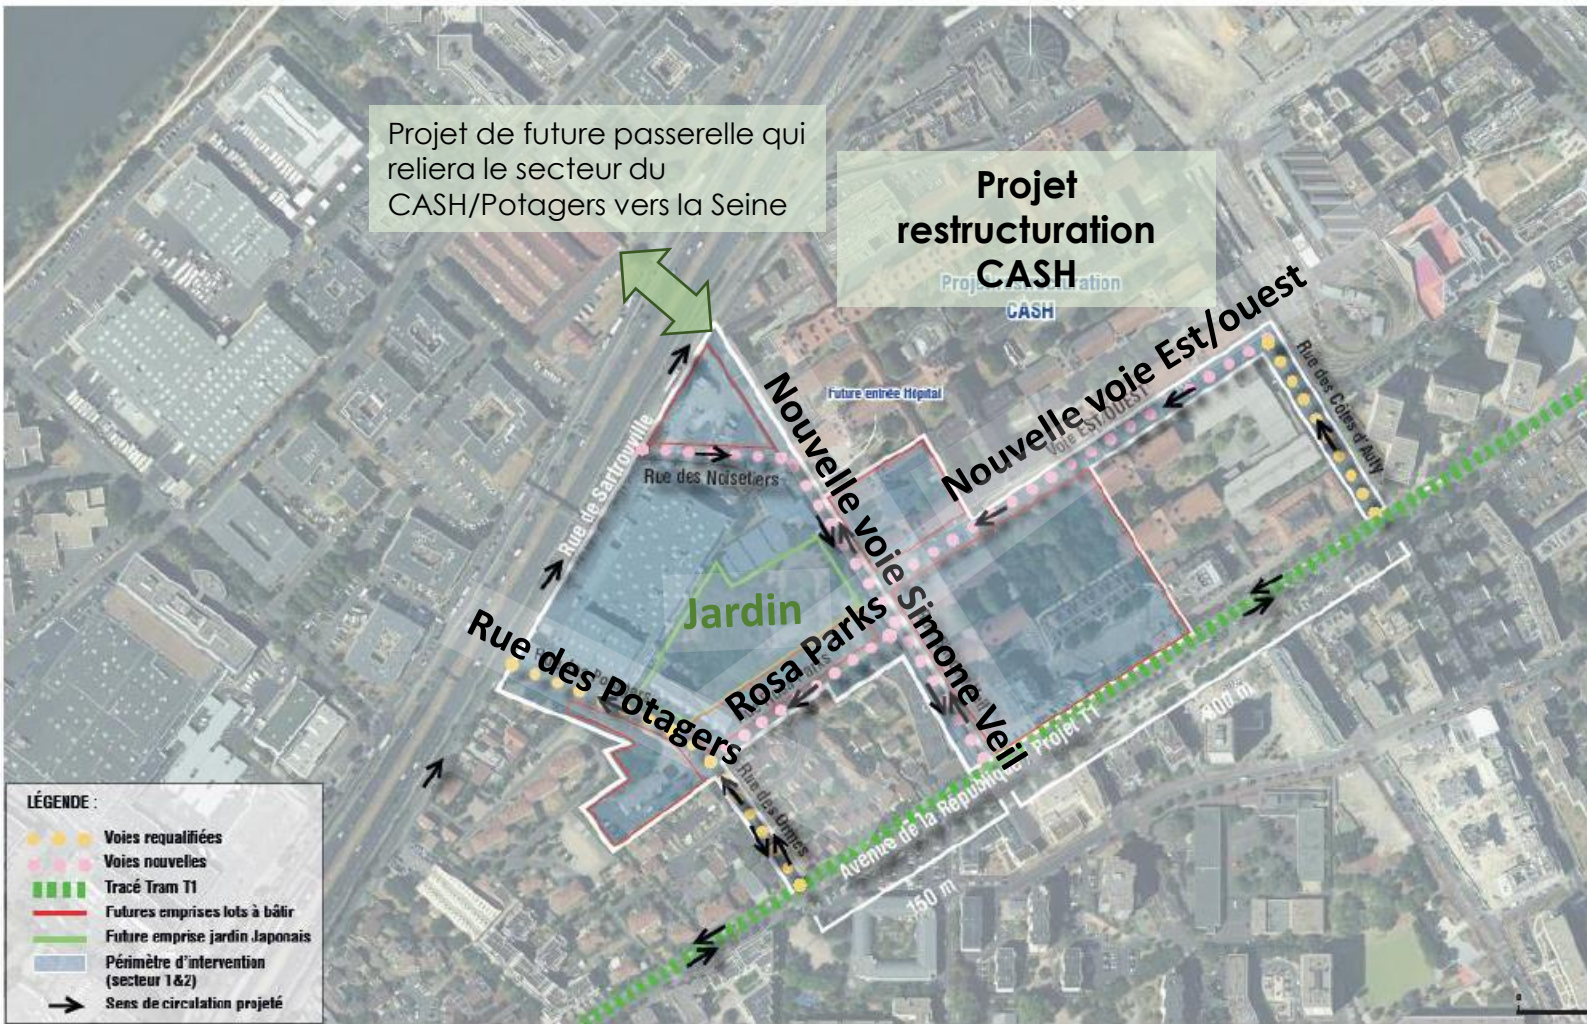 Projet de future passerelle qui
reliera le secteur du
CASH/Potagers vers la Seine
Projet
restructuration
CASH
Projet restructuration
CASH
Future entrée Hôpital
Nouvelle voie Est/ouest
Voie EST/OUEST
Rue des Côtes d'Auty
Nouvelle voie Simone Veil
Rue de Sartrouville
Rue des Noisetiers
Jardin
Rosa Parks
Rue des Potagers
Rue des Ormes
Avenue de la République - Projet T1
400 m
150 m
LÉGENDE :
Voies requalifiées
Voies nouvelles
Tracé Tram T1
Futures emprises lots à bâtir
Future emprise jardin Japonais
Périmètre d'intervention
(secteur 1&2)
Sens de circulation projeté
0